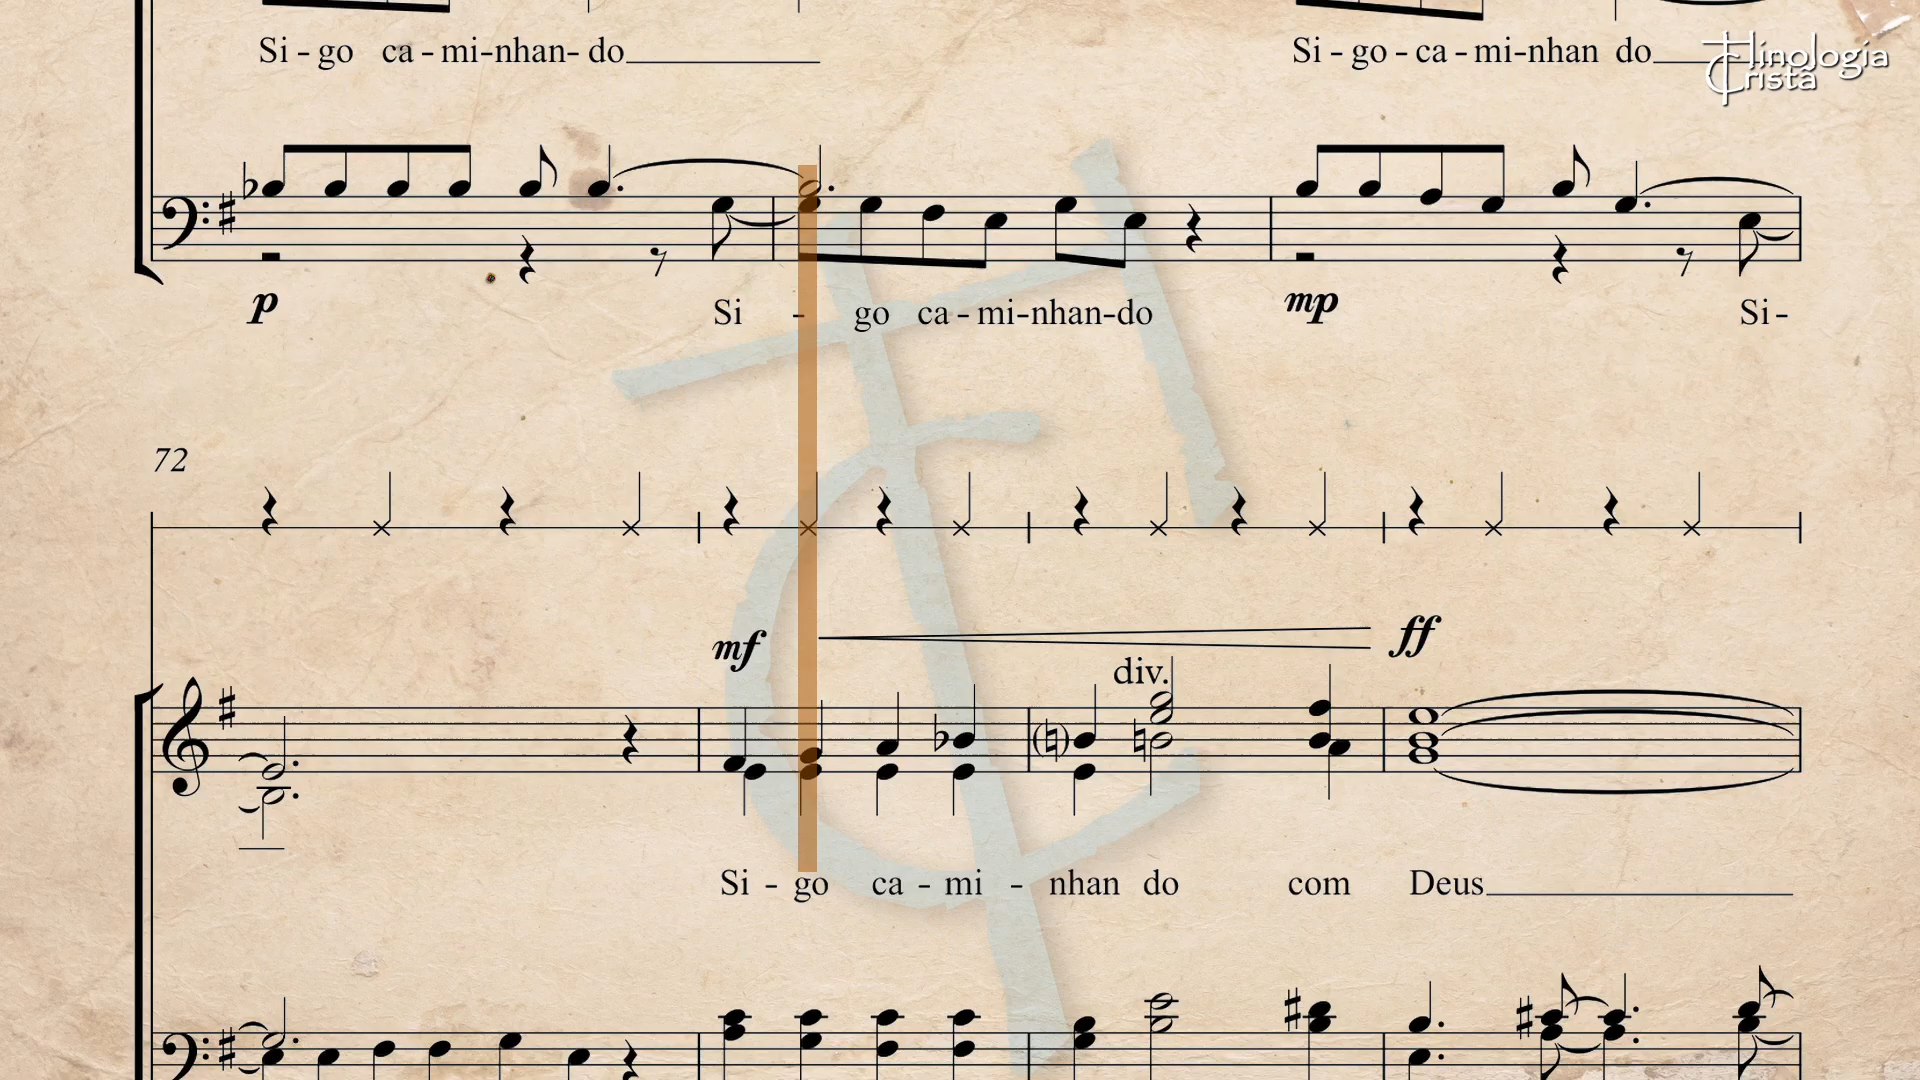 Si - go ca - mi-nhan- do
Si - go - ca - mi-nhan do
Hinologia
Cristã
p
Si - go ca - mi-nhan-do
mp
Si -
72
mf
ff
div.
Si - go ca - mi - nhan do com Deus